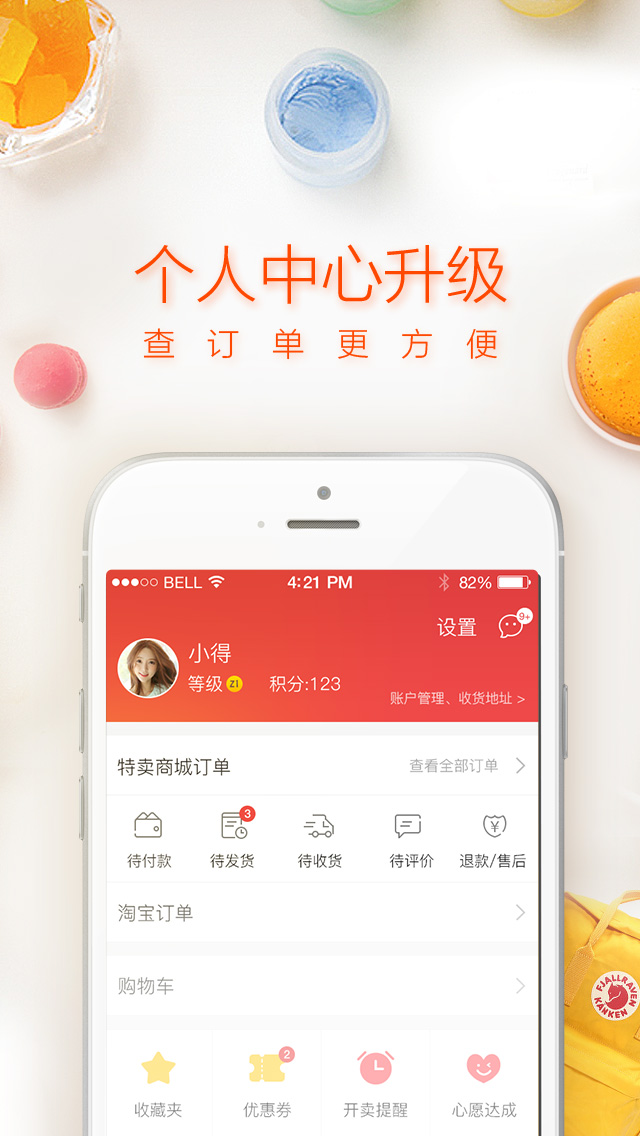 个人中心升级
查订单更方便
BELL 4:21 PM 82%
设置 9+
小得
等级 Z1 积分:123
账户管理、收货地址 >
特卖商城订单 查看全部订单
3
待付款 待发货 待收货 待评价 退款/售后
淘宝订单
FJALLRAVEN
KANKEN
购物车
2
收藏夹 优惠券 开卖提醒 心愿达成